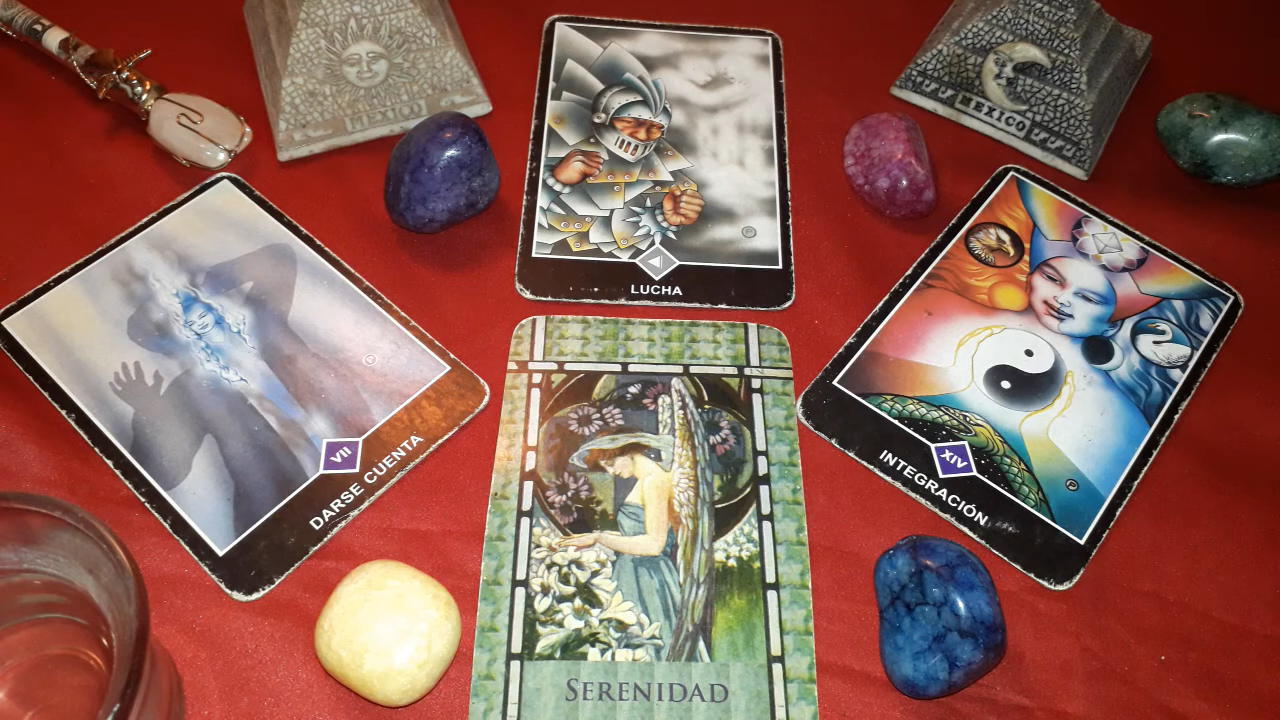 MEXICO
MEXICO
LUCHA
VII
DARSE CUENTA
XIV
INTEGRACIÓN
SERENIDAD